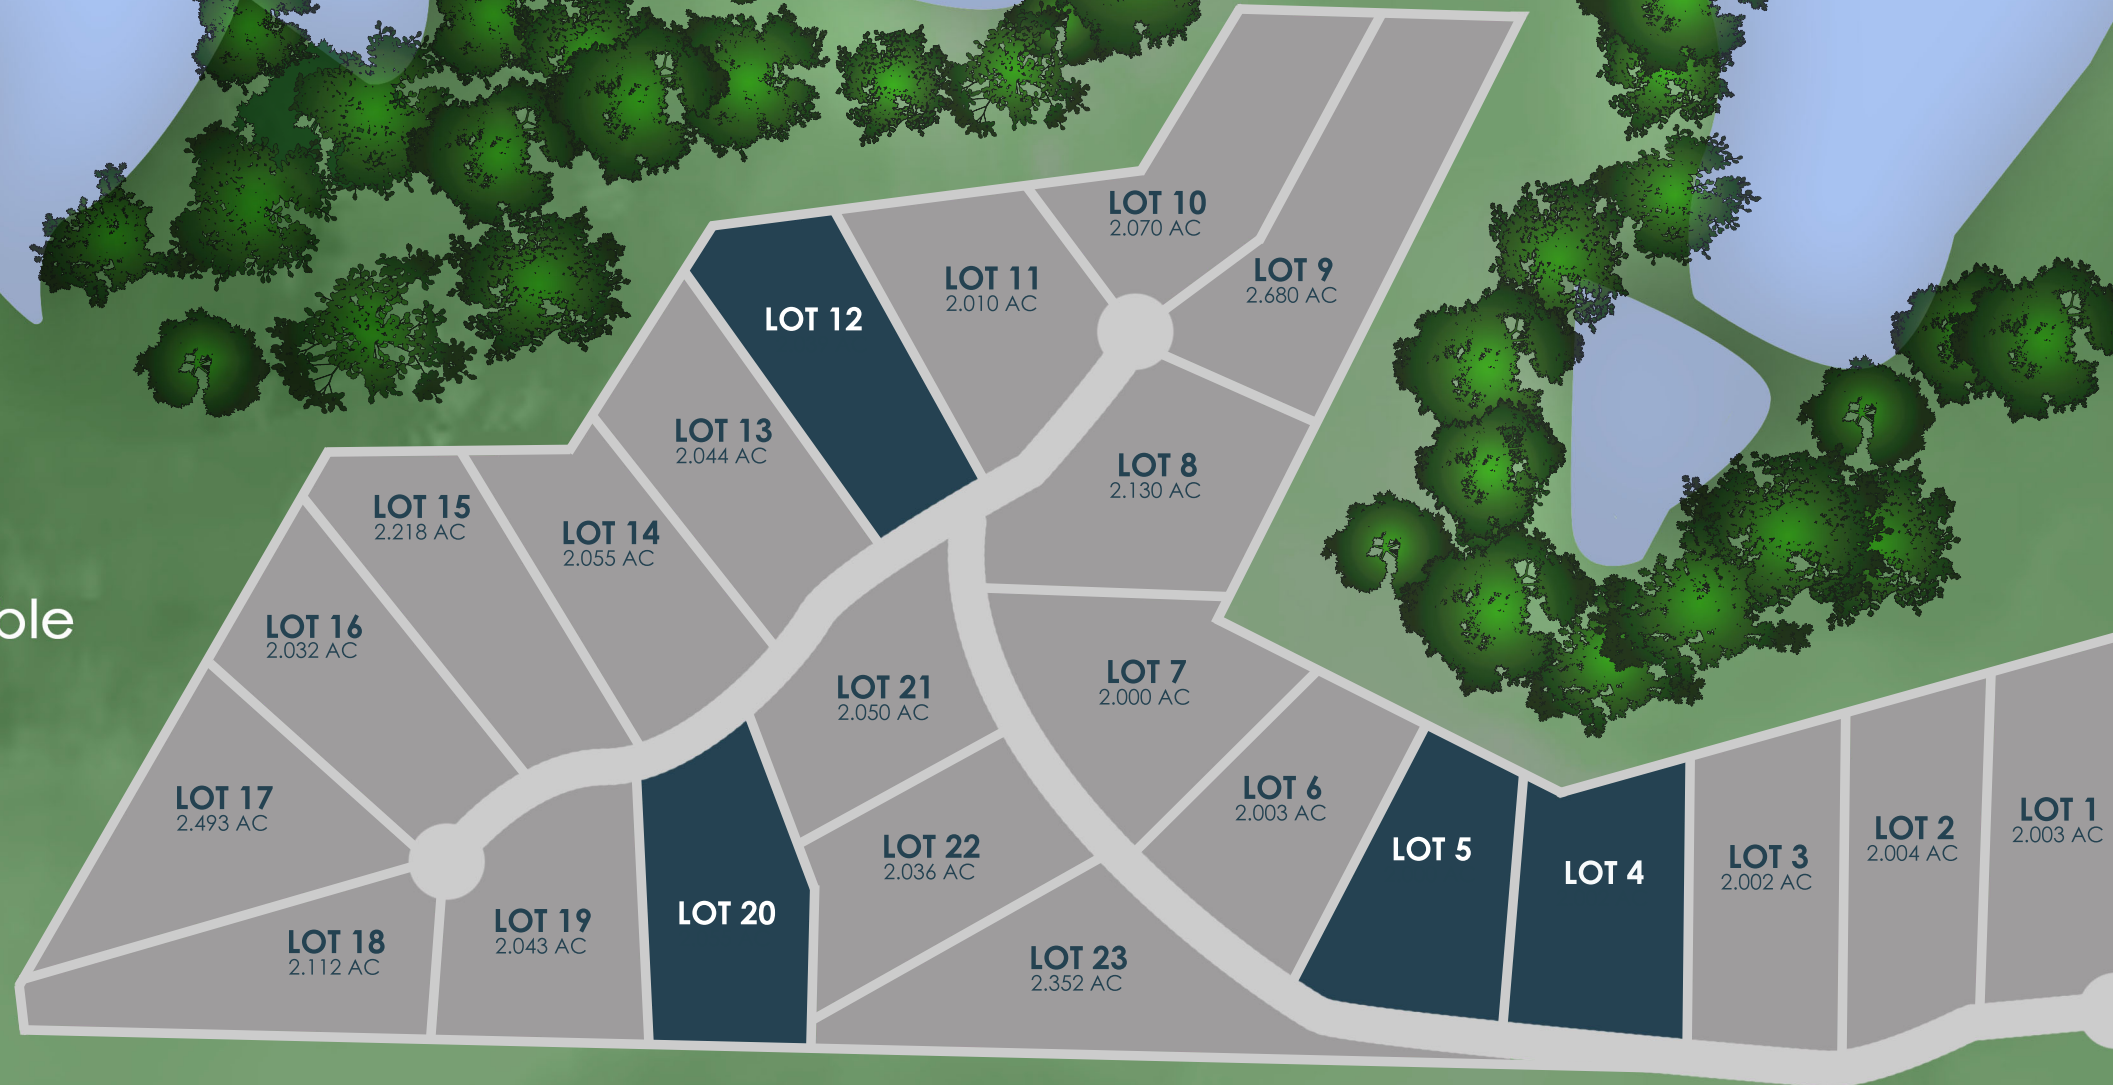 LOT 10
2.070 AC
LOT 9
2.680 AC
LOT 11
2.010 AC
LOT 12
LOT 13
2.044 AC
LOT 8
2.130 AC
LOT 15
2.218 AC
LOT 14
2.055 AC
ole
LOT 16
2.032 AC
LOT 21
2.050 AC
LOT 7
2.000 AC
LOT 17
2.493 AC
LOT 6
2.003 AC
LOT 22
2.036 AC
LOT 5
LOT 4
LOT 3
2.002 AC
LOT 2
2.004 AC
LOT 1
2.003 AC
LOT 18
2.112 AC
LOT 19
2.043 AC
LOT 20
LOT 23
2.352 AC